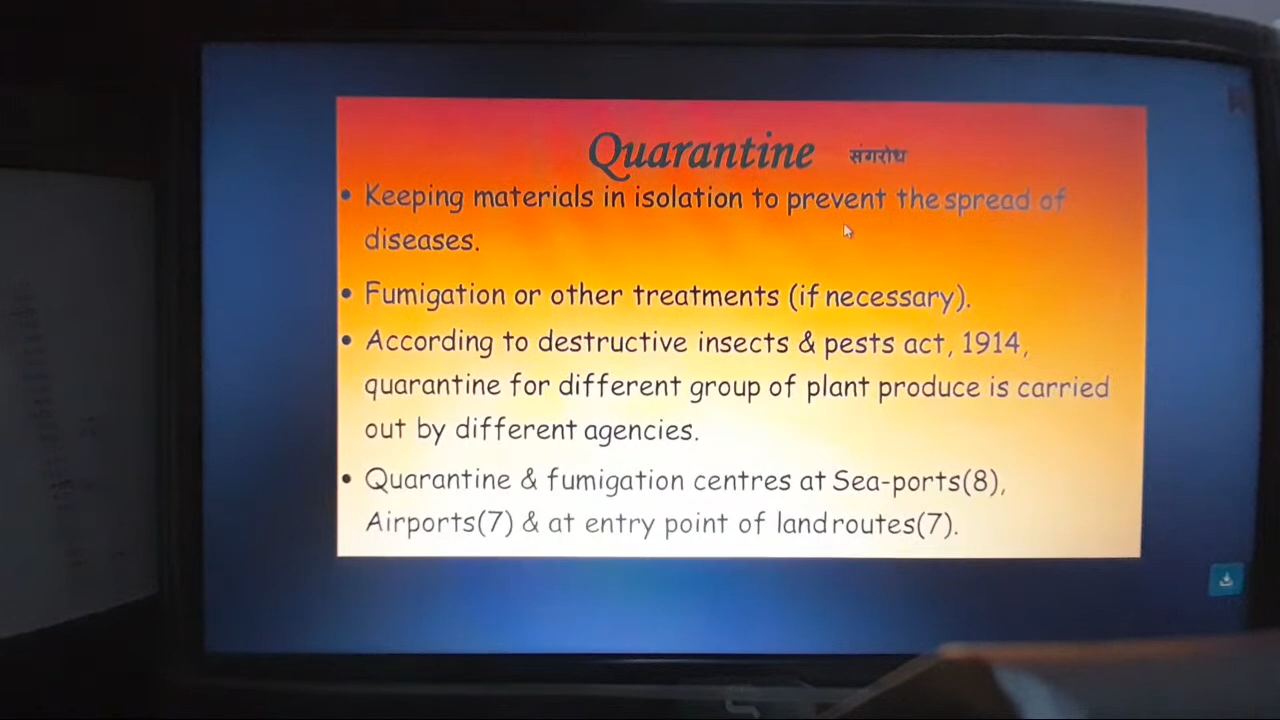 Quarantine संगरोध
• Keeping materials in isolation to prevent the spread of
diseases.
• Fumigation or other treatments (if necessary).
• According to destructive insects & pests act, 1914,
quarantine for different group of plant produce is carried
out by different agencies.
• Quarantine & fumigation centres at Sea-ports(8),
Airports(7) & at entry point of land routes(7).